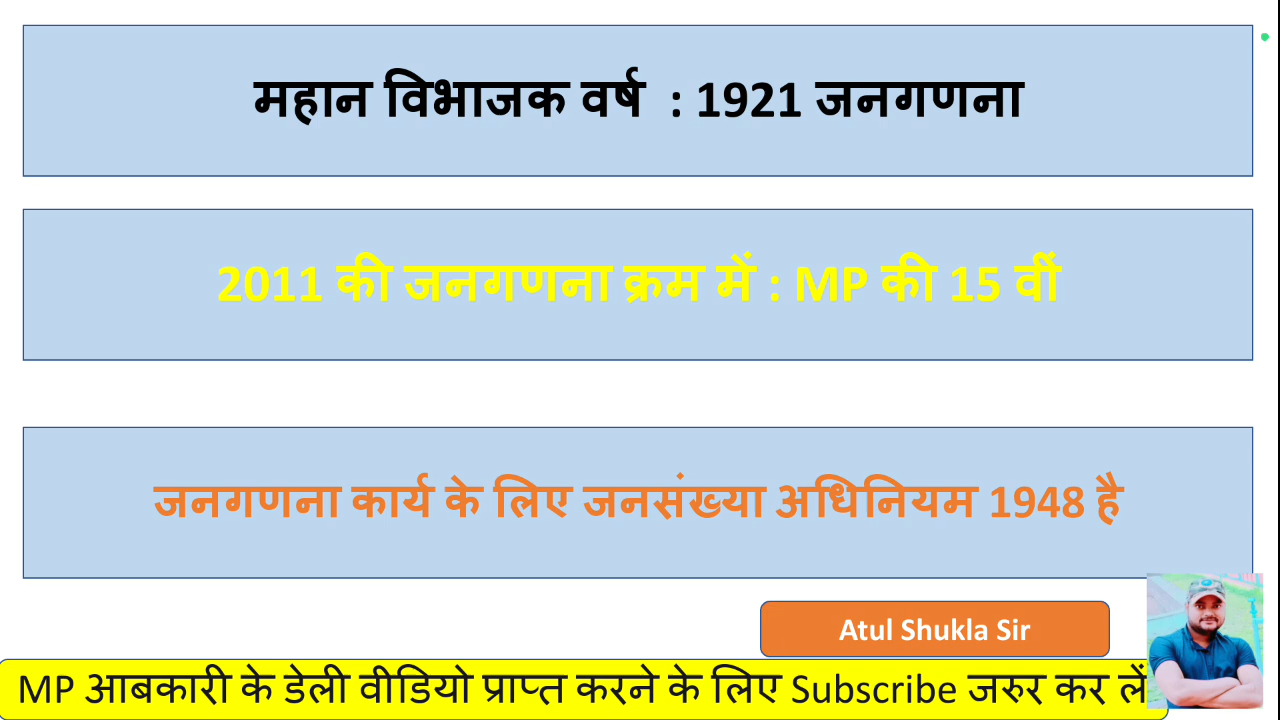 महान विभाजक वर्ष : 1921 जनगणना
2011 की जनगणना क्रम में : MP की 15 वीं
जनगणना कार्य के लिए जनसंख्या अधिनियम 1948 है
Atul Shukla Sir
MP आबकारी के डेली वीडियो प्राप्त करने के लिए Subscribe जरुर कर लें